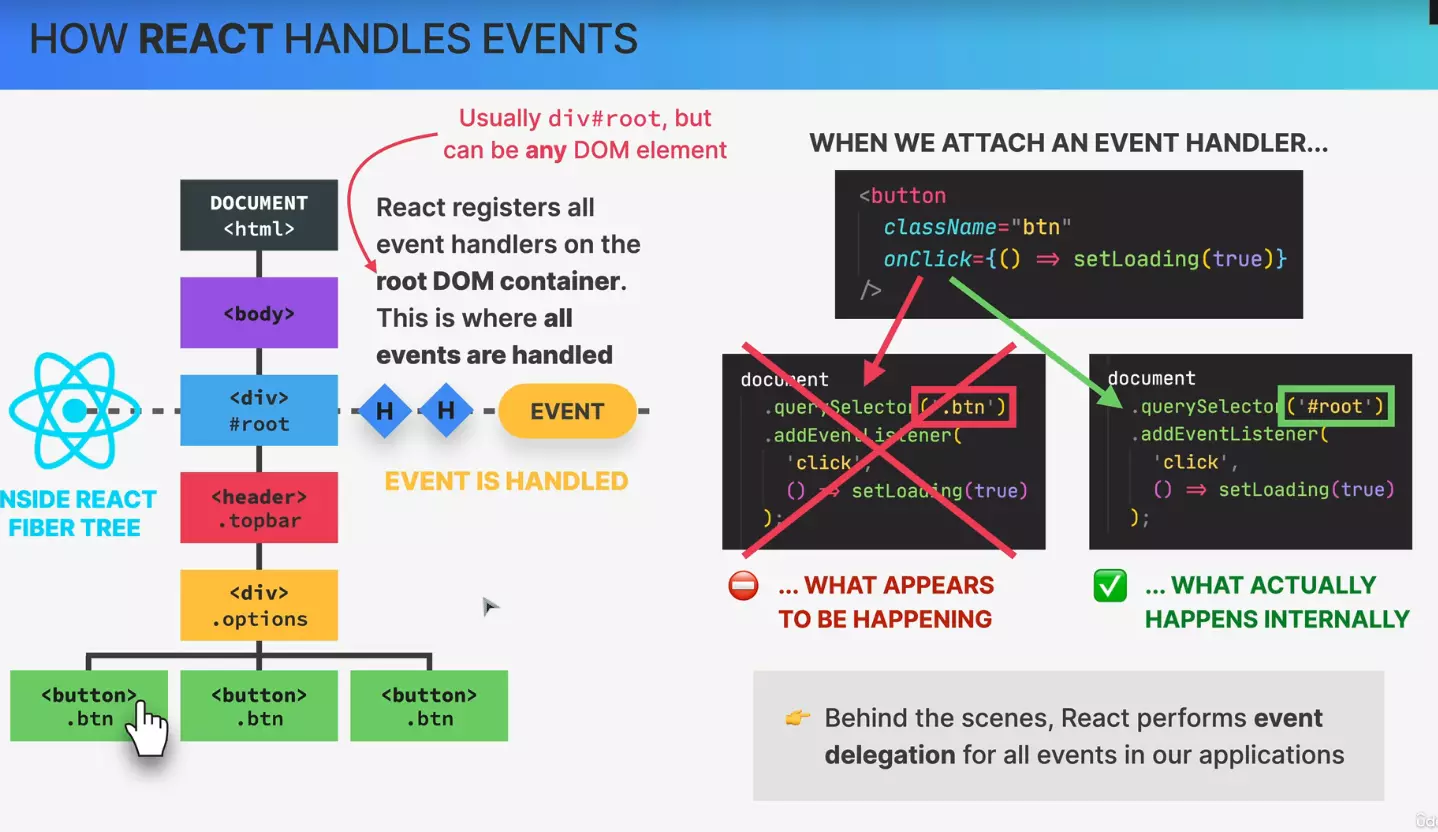 HOW REACT HANDLES EVENTS
Usually div#root, but
can be any DOM element
DOCUMENT
<html>
<body>
<div>
#root
<header>
.topbar
<div>
.options
<button>
.btn
<button>
.btn
<button>
.btn
NSIDE REACT
FIBER TREE
React registers all
event handlers on the
root DOM container.
This is where all
events are handled
H
H
EVENT
EVENT IS HANDLED
WHEN WE ATTACH AN EVENT HANDLER...
<button
className="btn"
onClick={() => setLoading(true)}
/>
document
.querySelector('.btn')
.addEventListener(
'click',
() => setLoading(true)
);
... WHAT APPEARS
TO BE HAPPENING
document
.querySelector('#root')
.addEventListener(
'click',
() => setLoading(true)
);
... WHAT ACTUALLY
HAPPENS INTERNALLY
Behind the scenes, React performs event
delegation for all events in our applications